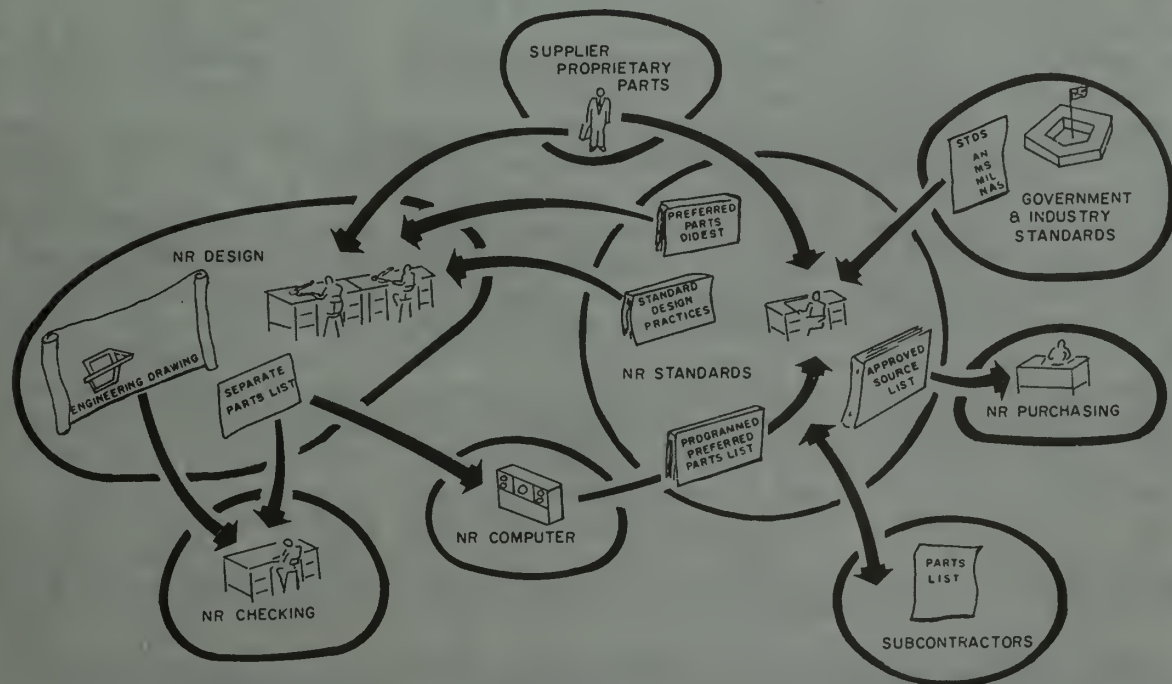 SUPPLIER
PROPRIETARY
PARTS
STDS
AN
MS
MIL
NAS
GOVERNMENT
& INDUSTRY
STANDARDS
NR DESIGN
PREFERRED
PARTS
DIDEST
STANDARD
DESIGN
PRACTICES
ENGINEERING DRAWING
SEPARATE
PARTS LIST
NR STANDARDS
APPROVED
SOURCE
LIST
NR PURCHASING
PROGRAMMED
PREFERRED
PARTS LIST
NR COMPUTER
NR CHECKING
PARTS
LIST
SUBCONTRACTORS